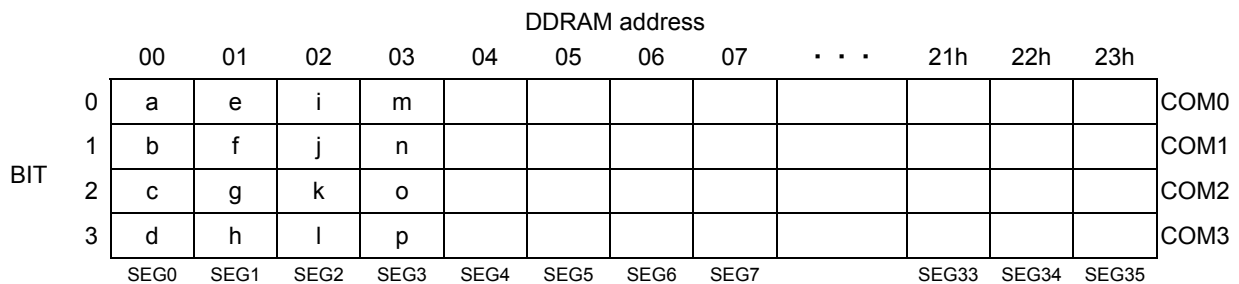 DDRAM address
00 01 02 03 04 05 06 07 ・ ・ ・ 21h 22h 23h
0 a e i m COM0
1 b f j n COM1
BIT
2 c g k o COM2
3 d h l p COM3
SEG0 SEG1 SEG2 SEG3 SEG4 SEG5 SEG6 SEG7 SEG33 SEG34 SEG35